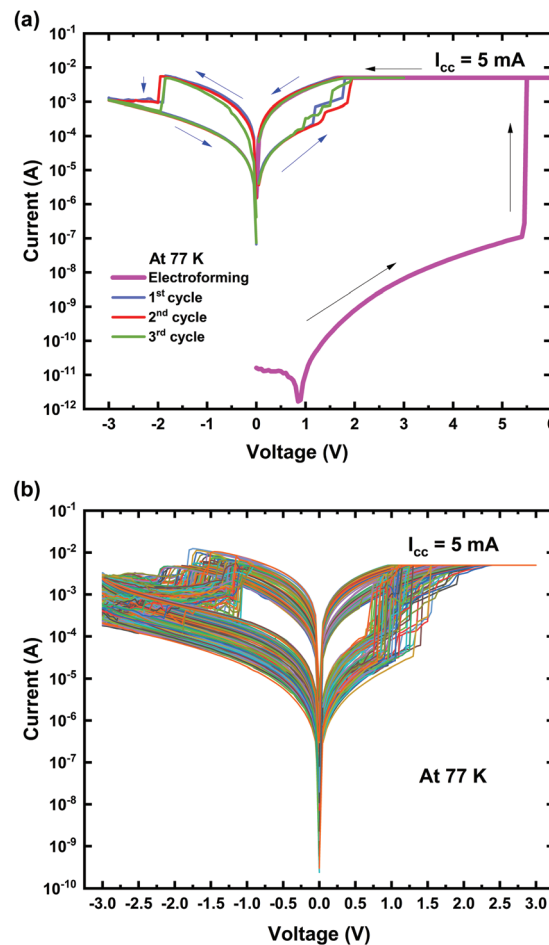 (a)
10⁻¹
10⁻²
10⁻³
10⁻⁴
10⁻⁵
10⁻⁶
10⁻⁷
10⁻⁸
10⁻⁹
10⁻¹⁰
10⁻¹¹
10⁻¹²
Current (A)
I_cc = 5 mA
At 77 K
Electroforming
1ˢᵗ cycle
2ⁿᵈ cycle
3ʳᵈ cycle
-3 -2 -1 0 1 2 3 4 5 6
Voltage (V)
(b)
10⁻¹
10⁻²
10⁻³
10⁻⁴
10⁻⁵
10⁻⁶
10⁻⁷
10⁻⁸
10⁻⁹
10⁻¹⁰
Current (A)
I_cc = 5 mA
At 77 K
-3.0 -2.5 -2.0 -1.5 -1.0 -0.5 0.0 0.5 1.0 1.5 2.0 2.5 3.0
Voltage (V)